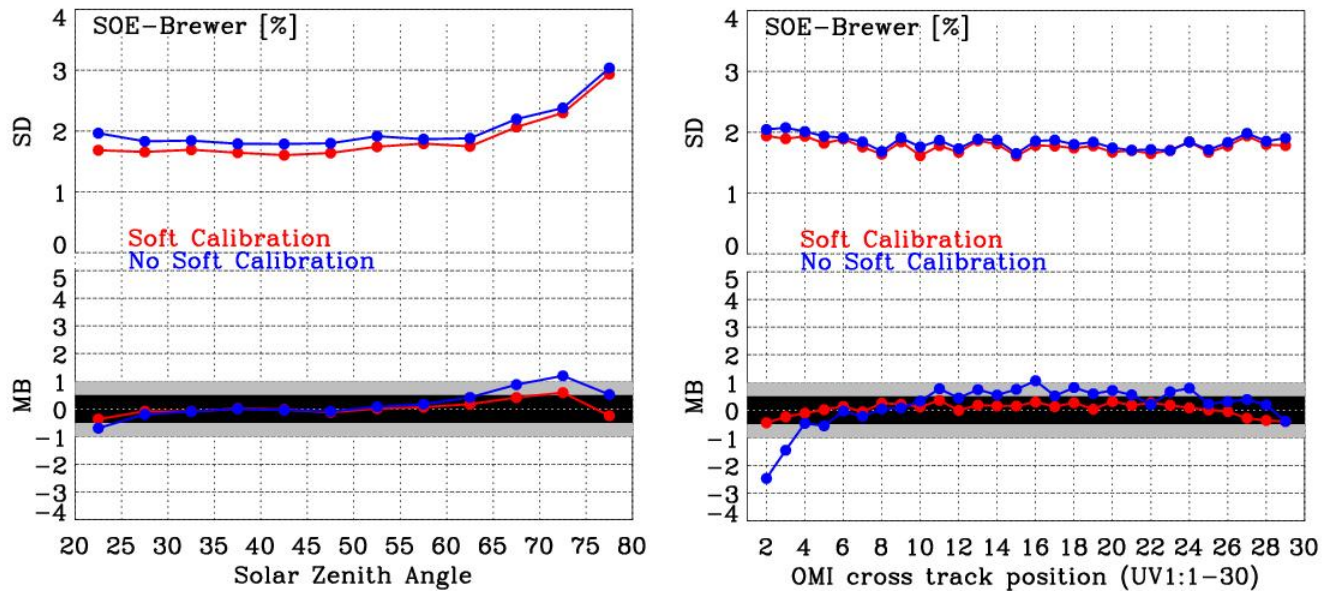 SOE-Brewer [%]
4
3
2
1
0
SD
Soft Calibration
No Soft Calibration
5
4
3
2
1
0
-1
-2
-3
-4
MB
20 25 30 35 40 45 50 55 60 65 70 75 80
Solar Zenith Angle
SOE-Brewer [%]
4
3
2
1
0
SD
Soft Calibration
No Soft Calibration
5
4
3
2
1
0
-1
-2
-3
-4
MB
2 4 6 8 10 12 14 16 18 20 22 24 26 28 30
OMI cross track position (UV1:1-30)